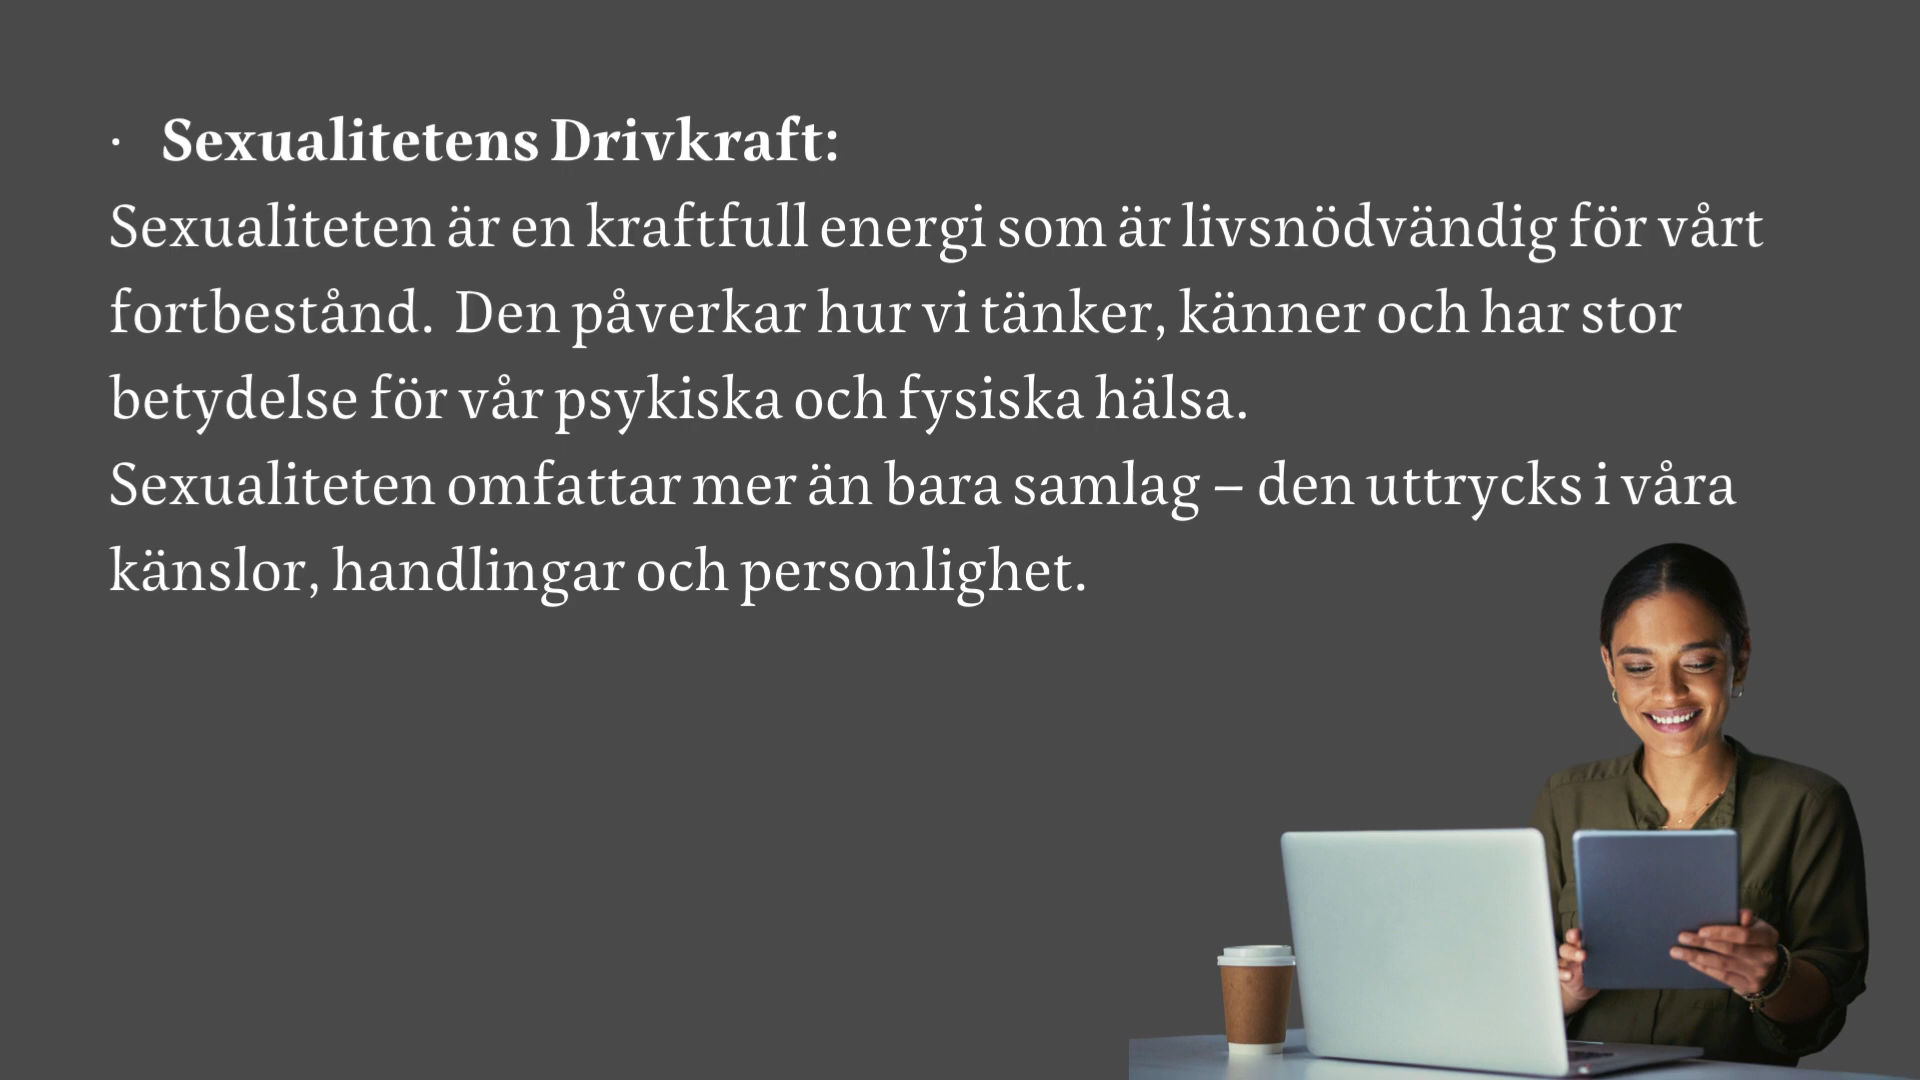 · Sexualitetens Drivkraft:
Sexualiteten är en kraftfull energi som är livsnödvändig för vårt
fortbestånd.  Den påverkar hur vi tänker, känner och har stor
betydelse för vår psykiska och fysiska hälsa.
Sexualiteten omfattar mer än bara samlag – den uttrycks i våra
känslor, handlingar och personlighet.